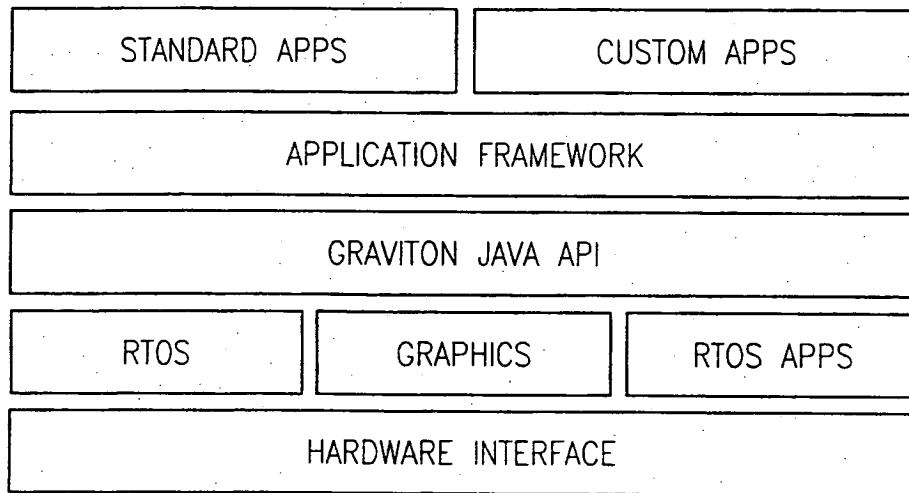 STANDARD APPS
CUSTOM APPS
APPLICATION FRAMEWORK
GRAVITON JAVA API
RTOS
GRAPHICS
RTOS APPS
HARDWARE INTERFACE